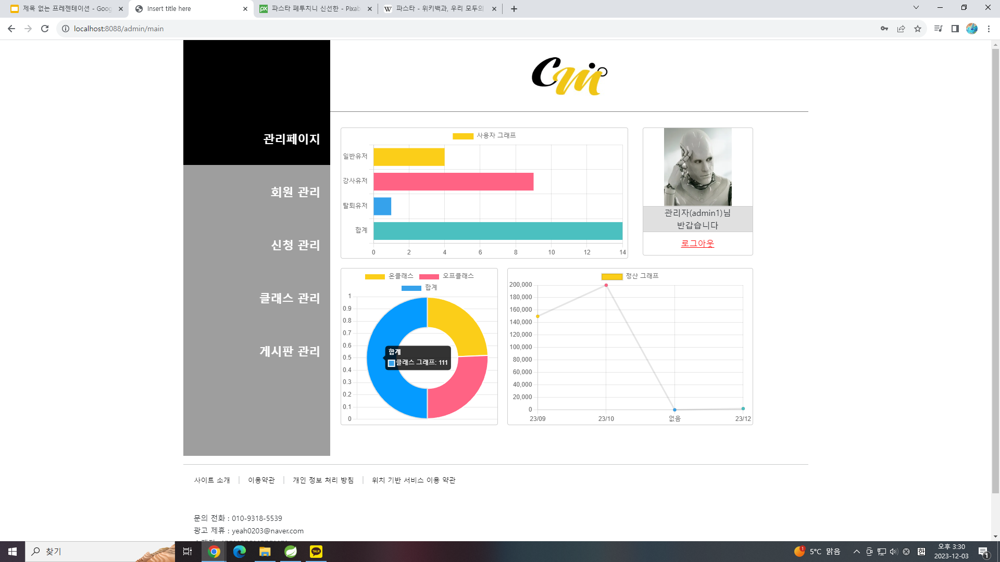 제목 없는 프레젠테이션 - Goog
Insert title here
파스타 페투치니 신선한 - Pixab
파스타 - 위키백과, 우리 모두의
localhost:8088/admin/main
Cm
관리페이지
회원 관리
신청 관리
클래스 관리
게시판 관리
사용자 그래프
일반유저
강사유저
탈퇴유저
합계
0 2 4 6 8 10 12 14
관리자(admin1)님
반갑습니다
로그아웃
온클래스 오프클래스
합계
1
0.9
0.8
0.7
0.6
0.5
0.4
0.3
0.2
0.1
0
합계
클래스 그래프: 111
정산 그래프
200,000
180,000
160,000
140,000
120,000
100,000
80,000
60,000
40,000
20,000
0
23/09 23/10 없음 23/12
사이트 소개 | 이용약관 | 개인 정보 처리 방침 | 위치 기반 서비스 이용 약관
문의 전화 : 010-9318-5539
광고 제휴 : yeah0203@naver.com
찾기
TALK
1
5°C 맑음
한
오후 3:30
2023-12-03
1